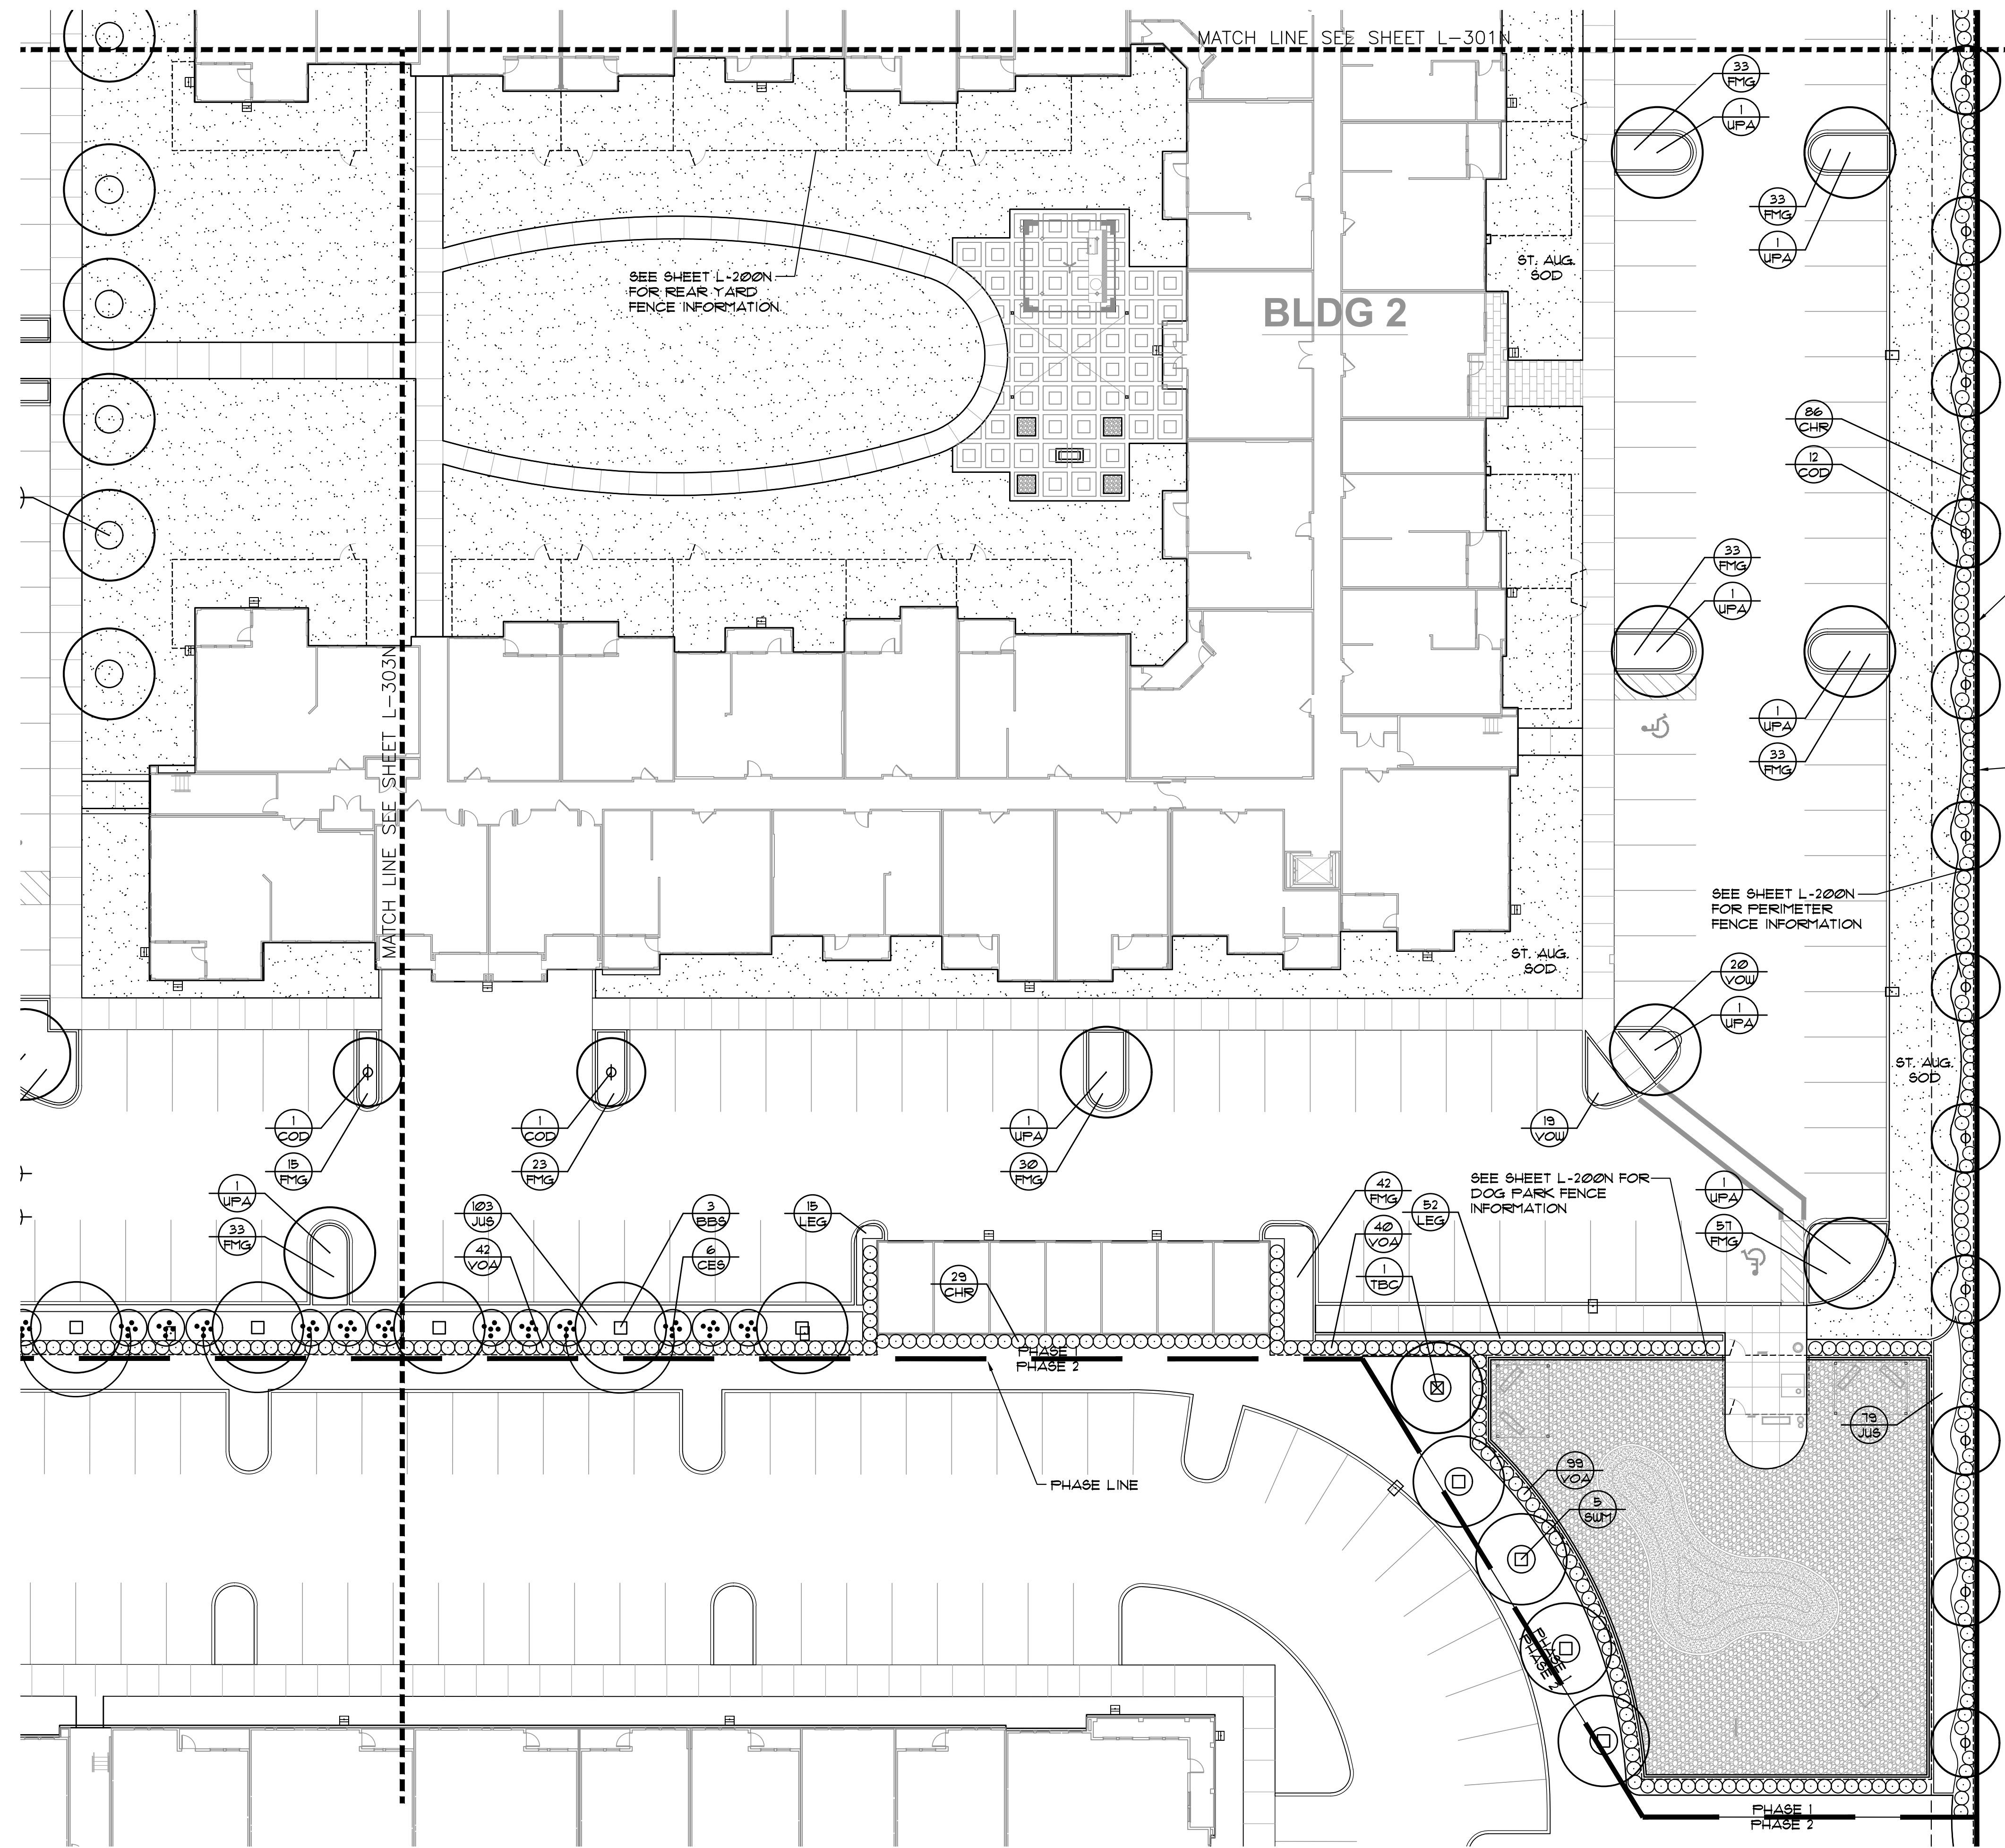 MATCH LINE SEE SHEET L-301N
33
FMG
1
UPA
33
FMG
1
UPA
SEE SHEET L-200N
FOR REAR YARD
FENCE INFORMATION
ST. AUG.
SOD
BLDG 2
86
CHR
12
COD
33
FMG
1
UPA
1
UPA
33
FMG
MATCH LINE SEE SHEET L-303N
SEE SHEET L-200N
FOR PERIMETER
FENCE INFORMATION
ST. AUG.
SOD
20
VOW
1
UPA
ST. AUG.
SOD
1
COD
15
FMG
1
COD
23
FMG
1
UPA
30
FMG
19
VOW
1
UPA
33
FMG
103
JUS
42
VOA
3
BBS
6
CES
15
LEG
29
CHR
42
FMG
40
VOA
1
TBC
52
LEG
SEE SHEET L-200N FOR
DOG PARK FENCE
INFORMATION
1
UPA
57
FMG
PHASE 1
PHASE 2
PHASE LINE
79
JUS
99
VOA
5
SWM
PHASE 1
PHASE 2
PHASE 1
PHASE 2